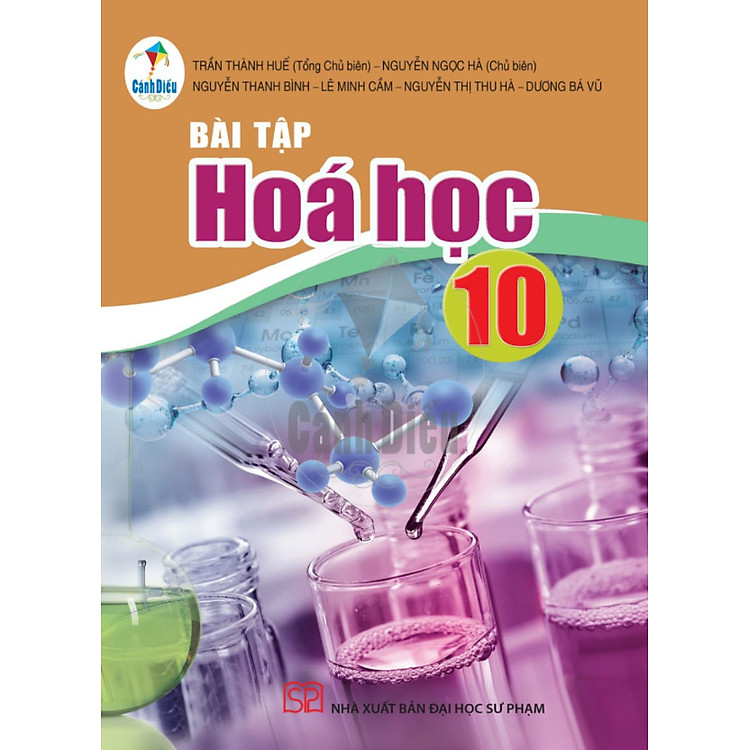 Cánh Diều
TRẦN THÀNH HUẾ (Tổng Chủ biên) – NGUYỄN NGỌC HÀ (Chủ biên)
NGUYỄN THANH BÌNH – LÊ MINH CẦM – NGUYỄN THỊ THU HÀ – DƯƠNG BÁ VŨ
BÀI TẬP
Hoá học
10
Cánh Diều
NHÀ XUẤT BẢN ĐẠI HỌC SƯ PHẠM